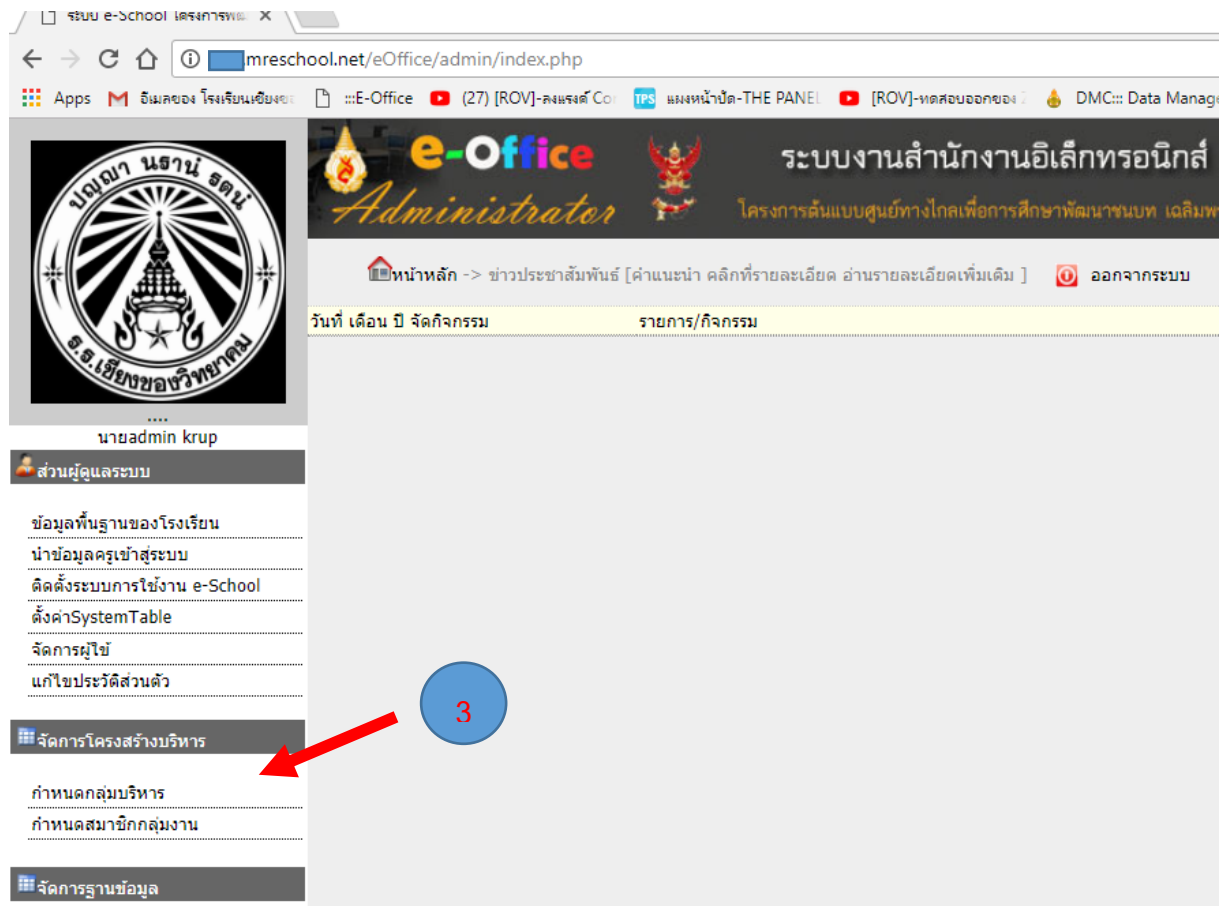 ระบบ e-School โครงการพัฒ
mreschool.net/eOffice/admin/index.php
Apps อีเมลของ โรงเรียนเชียงขอ :::E-Office (27) [ROV]-ลงแรงค์ Co TPS แผงหน้าปัด-THE PANEL [ROV]-ทดสอบออกของ DMC::: Data Manage
e-Office
Administrator
ระบบงานสำนักงานอิเล็กทรอนิกส์
โครงการต้นแบบศูนย์ทางไกลเพื่อการศึกษาพัฒนาชนบท เฉลิมพ
ปญฺญา นรานํ รตนํ
ร.ร.เชียงของวิทยาคม
หน้าหลัก -> ข่าวประชาสัมพันธ์ [คำแนะนำ คลิกที่รายละเอียด อ่านรายละเอียดเพิ่มเติม ] ออกจากระบบ
วันที่ เดือน ปี จัดกิจกรรม รายการ/กิจกรรม
....
นายadmin krup
ส่วนผู้ดูแลระบบ
ข้อมูลพื้นฐานของโรงเรียน
นำข้อมูลครูเข้าสู่ระบบ
ติดตั้งระบบการใช้งาน e-School
ตั้งค่าSystemTable
จัดการผู้ใช้
แก้ไขประวัติส่วนตัว
3
จัดการโครงสร้างบริหาร
กำหนดกลุ่มบริหาร
กำหนดสมาชิกกลุ่มงาน
จัดการฐานข้อมูล